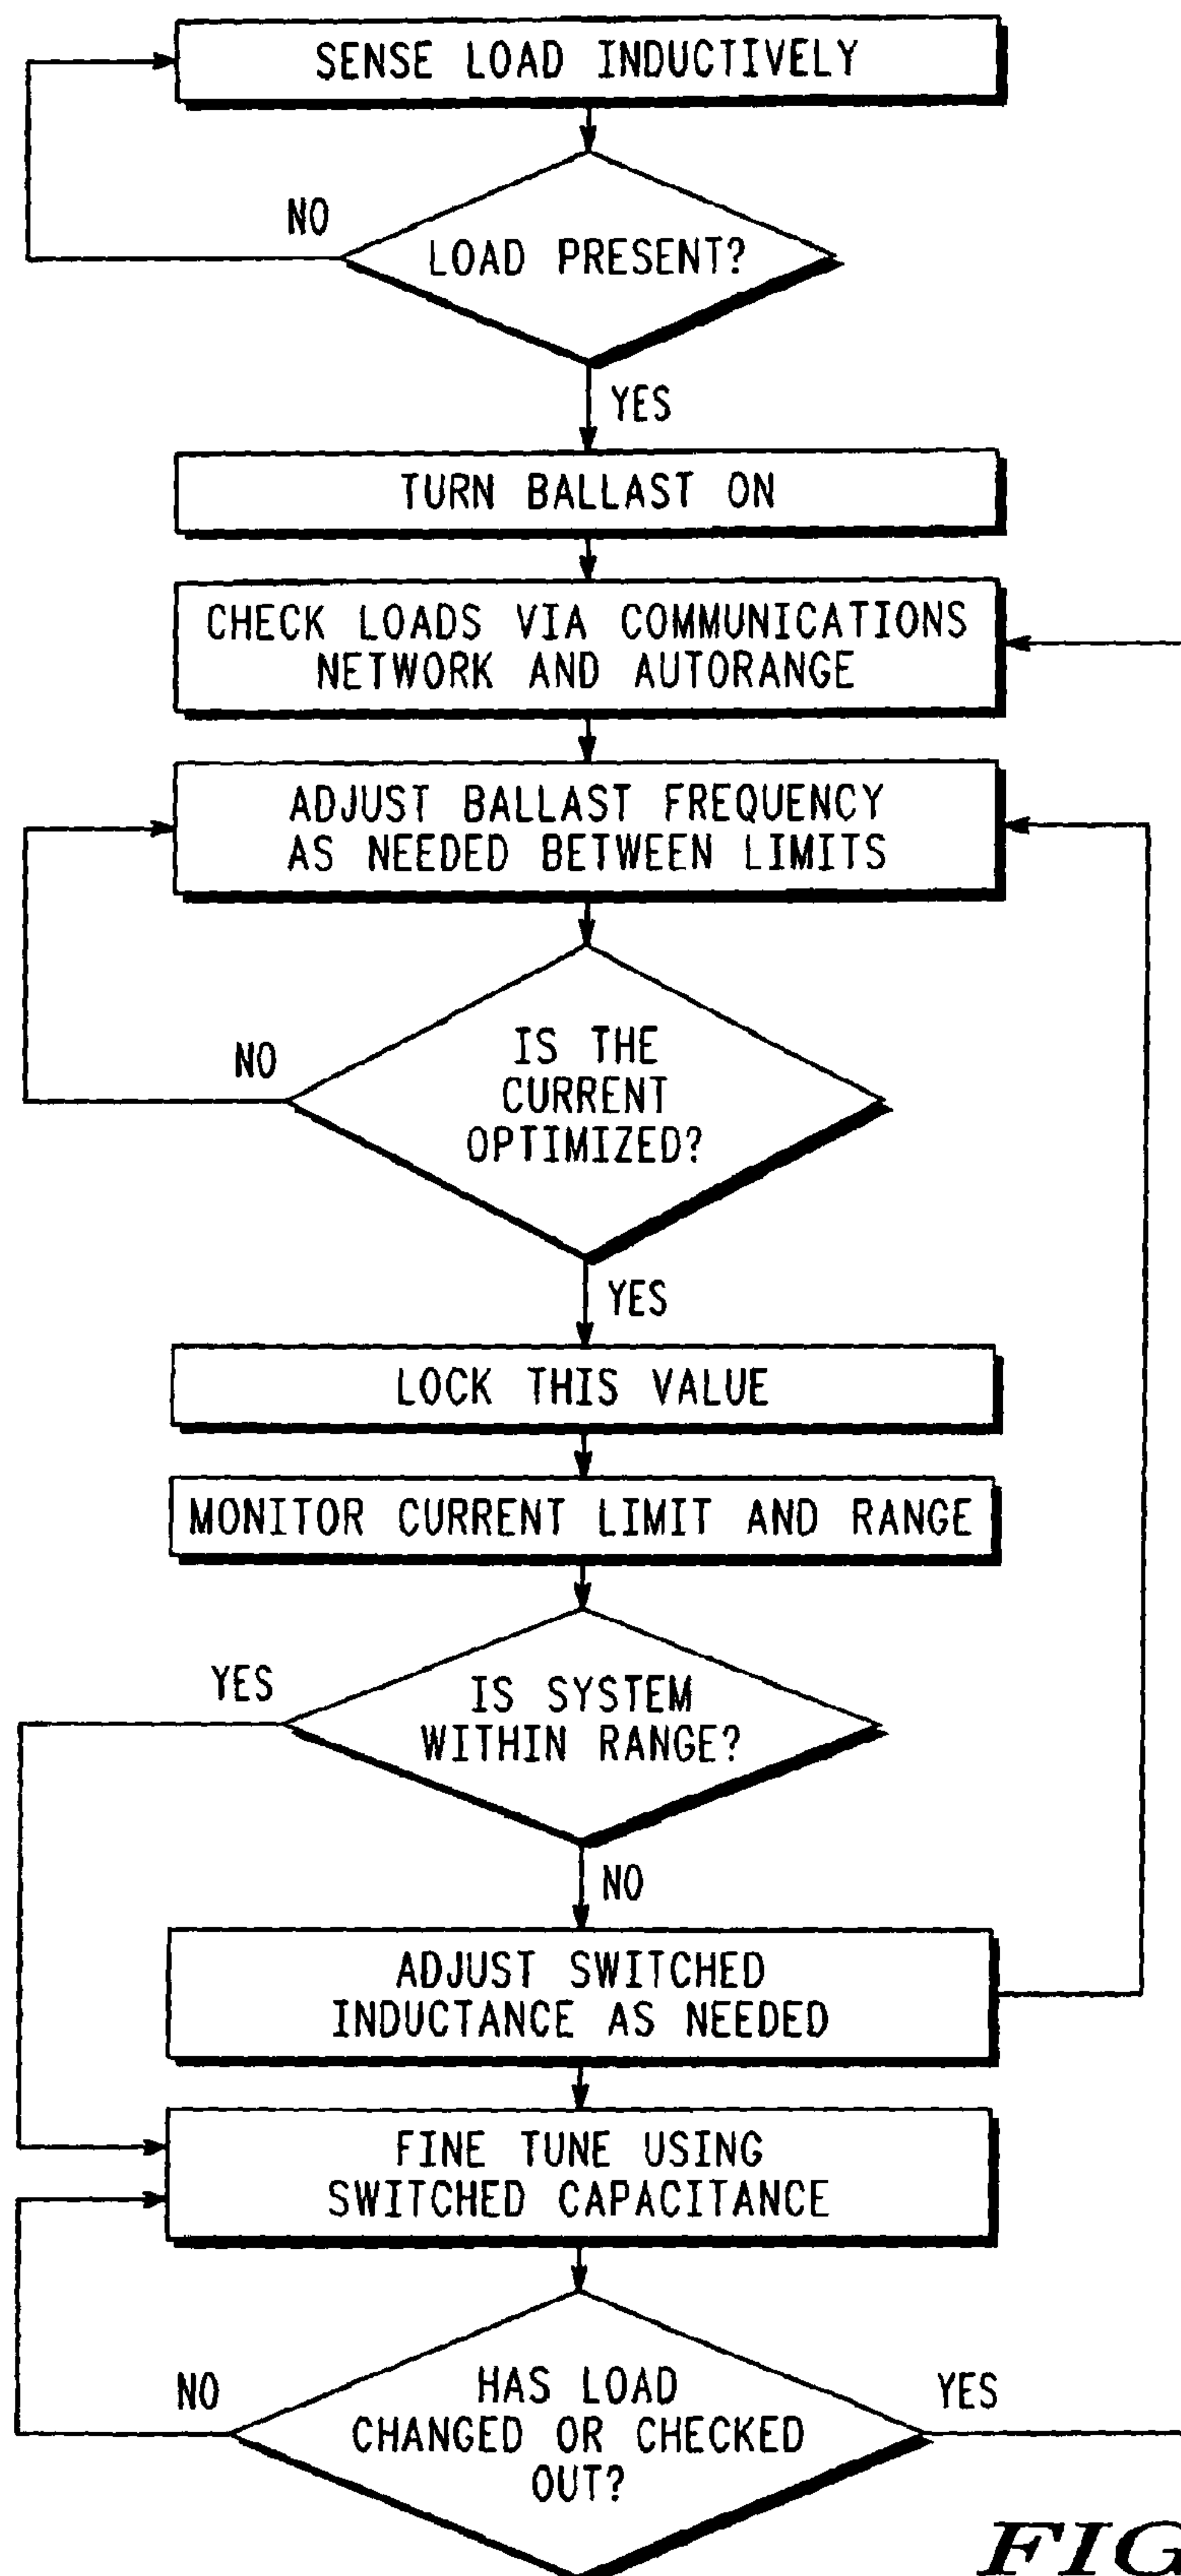 SENSE LOAD INDUCTIVELY
NO
LOAD PRESENT?
YES
TURN BALLAST ON
CHECK LOADS VIA COMMUNICATIONS
NETWORK AND AUTORANGE
ADJUST BALLAST FREQUENCY
AS NEEDED BETWEEN LIMITS
NO
IS THE
CURRENT
OPTIMIZED?
YES
LOCK THIS VALUE
MONITOR CURRENT LIMIT AND RANGE
YES
IS SYSTEM
WITHIN RANGE?
NO
ADJUST SWITCHED
INDUCTANCE AS NEEDED
FINE TUNE USING
SWITCHED CAPACITANCE
NO
HAS LOAD
CHANGED OR CHECKED
OUT?
YES
FIG